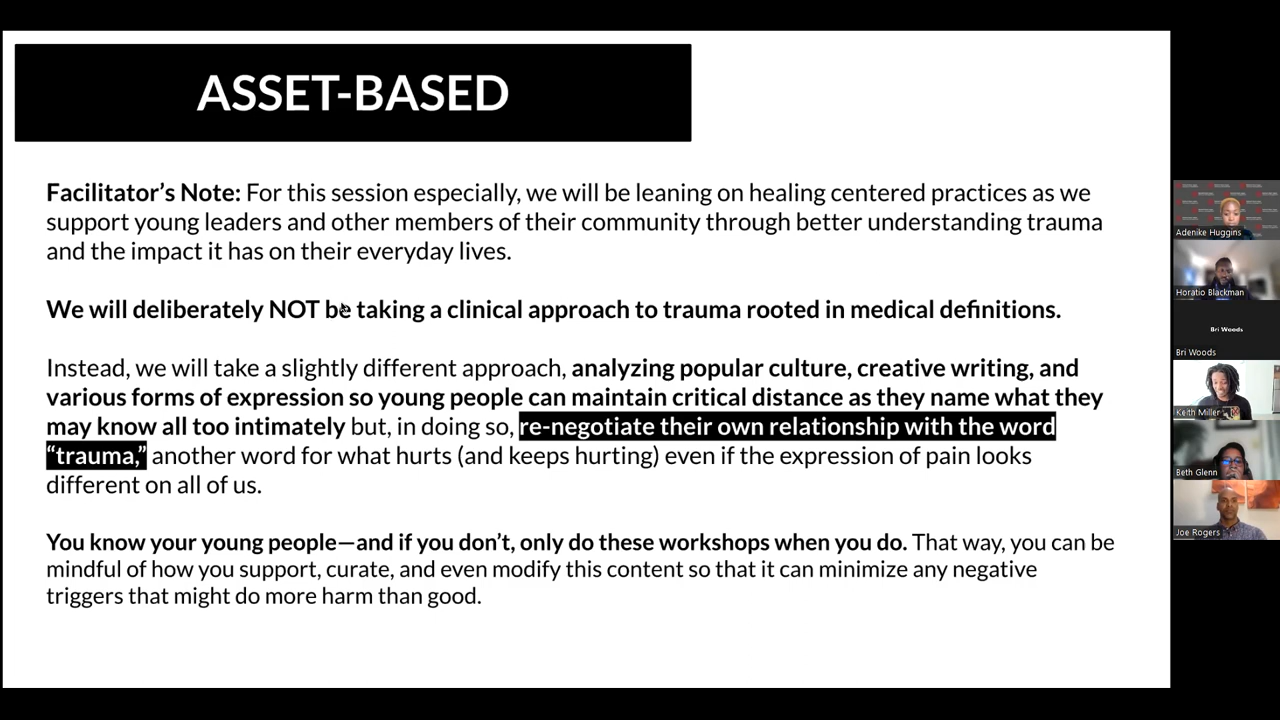 ASSET-BASED
Facilitator's Note: For this session especially, we will be leaning on healing centered practices as we
support young leaders and other members of their community through better understanding trauma
and the impact it has on their everyday lives.
We will deliberately NOT be taking a clinical approach to trauma rooted in medical definitions.
Instead, we will take a slightly different approach, analyzing popular culture, creative writing, and
various forms of expression so young people can maintain critical distance as they name what they
may know all too intimately but, in doing so, re-negotiate their own relationship with the word
“trauma,” another word for what hurts (and keeps hurting) even if the expression of pain looks
different on all of us.
You know your young people—and if you don’t, only do these workshops when you do. That way, you can be
mindful of how you support, curate, and even modify this content so that it can minimize any negative
triggers that might do more harm than good.
Adenike Huggins
Horatio Blackman
Bri Woods
Bri Woods
Keith Miller
Beth Glenn
Joe Rogers